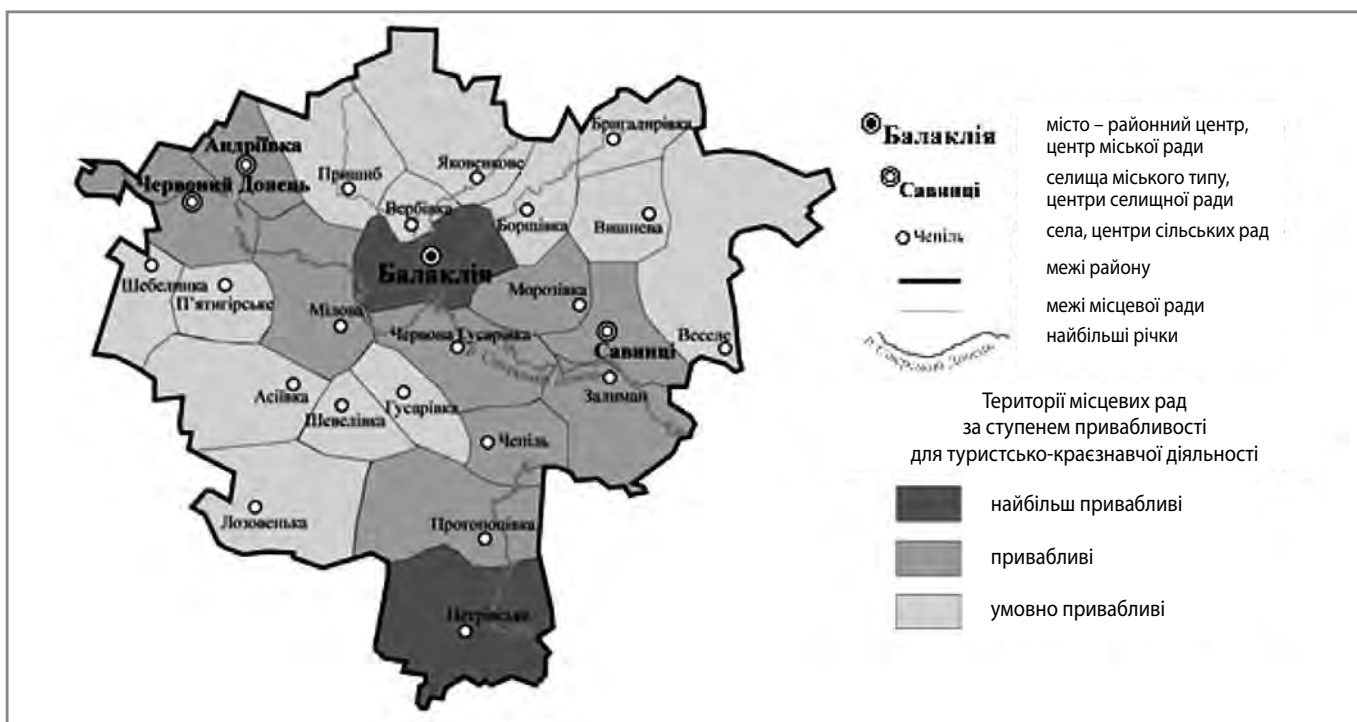 Бригадирівка
Андріївка
Яковенкове
Пришиб
Червоний Донець
Вербівка
Борщівка
Вишнева
Балаклія
Шебелинка
П'ятигірське
Морозівка
Мілова
Червона Гусарівка
Веселе
Савинці
Асіївка
Гусарівка
Залиман
Шевелівка
Чепіль
Лозовенька
Протопопівка
Петрівське
Балаклія
місто – районний центр,
центр міської ради
Савинці
селища міського типу,
центри селищної ради
Чепіль
села, центри сільських рад
межі району
межі місцевої ради
найбільші річки
р. Сіверский Донець
Території місцевих рад
за ступенем привабливості
для туристсько-краєзнавчої діяльності
найбільш привабливі
привабливі
умовно привабливі